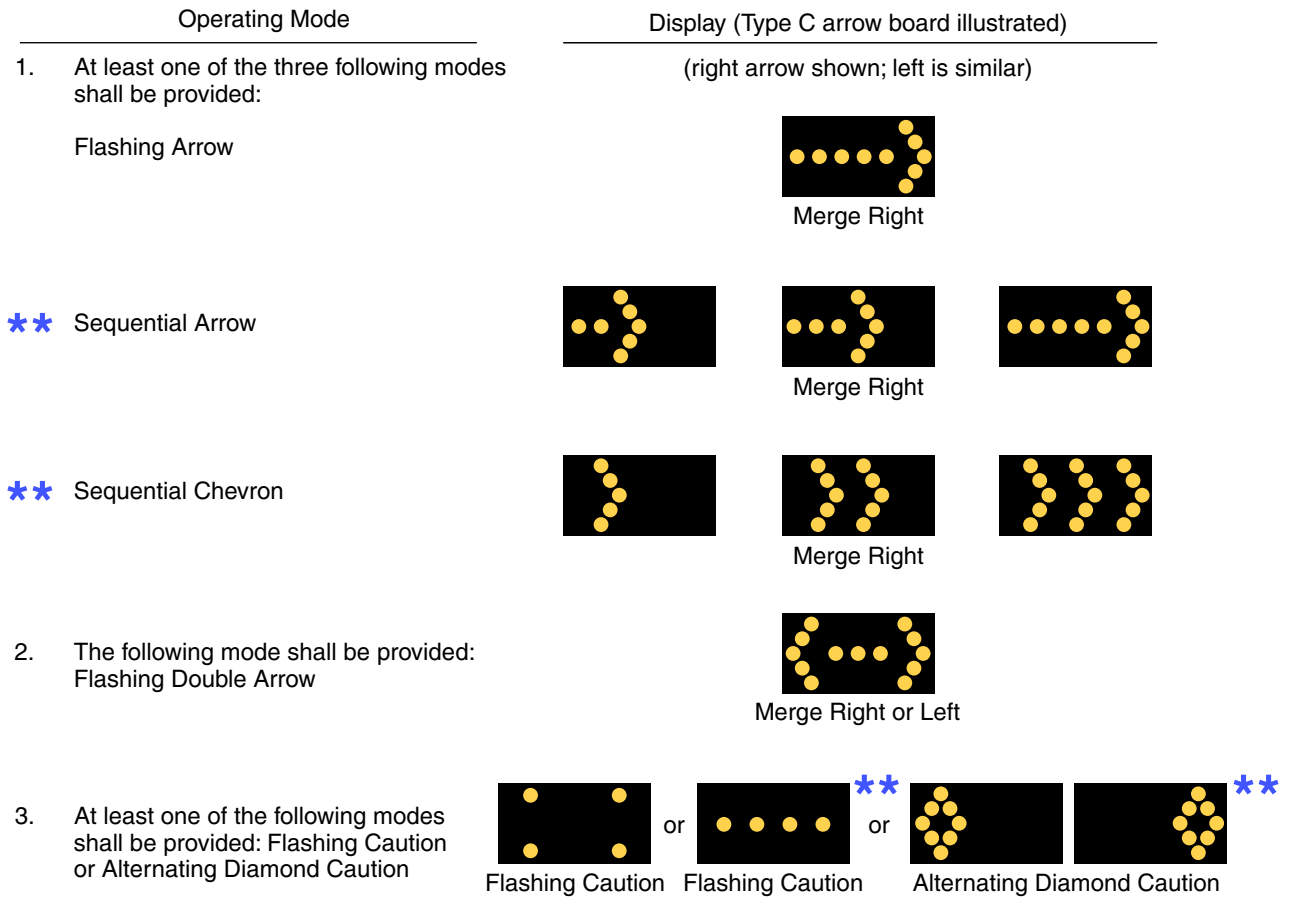 Operating Mode
Display (Type C arrow board illustrated)
1. At least one of the three following modes
shall be provided:
(right arrow shown; left is similar)
Flashing Arrow
Merge Right
** Sequential Arrow
Merge Right
** Sequential Chevron
Merge Right
2. The following mode shall be provided:
Flashing Double Arrow
Merge Right or Left
3. At least one of the following modes
shall be provided: Flashing Caution
or Alternating Diamond Caution
or ** or **
Flashing Caution Flashing Caution Alternating Diamond Caution